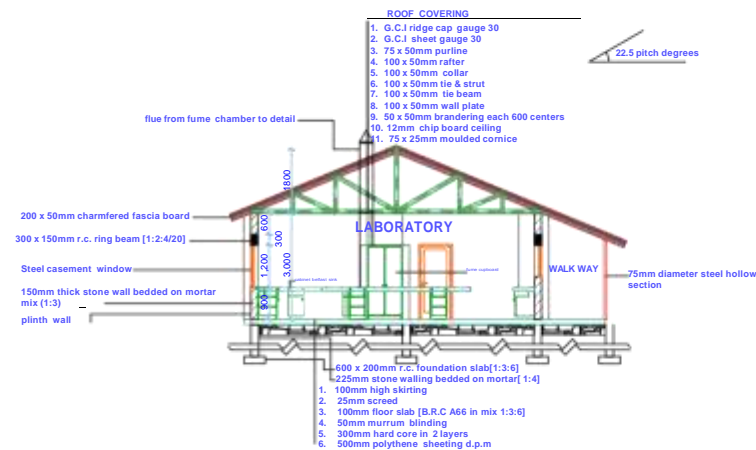 ROOF COVERING
1. G.C.I ridge cap gauge 30
2. G.C.I sheet gauge 30
3. 75 x 50mm purline
4. 100 x 50mm rafter
5. 100 x 50mm collar
6. 100 x 50mm tie & strut
7. 100 x 50mm tie beam
8. 100 x 50mm wall plate
9. 50 x 50mm brandering each 600 centers
10. 12mm chip board ceiling
11. 75 x 25mm moulded cornice
22.5 pitch degrees
flue from fume chamber to detail
1800
200 x 50mm charmfered fascia board
600
LABORATORY
300 x 150mm r.c. ring beam [1:2:4/20]
300
Steel casement window
1,200
3,000
WALK WAY
75mm diameter steel hollow
section
150mm thick stone wall bedded on mortar
mix (1:3)
900
plinth wall
600 x 200mm r.c. foundation slab[1:3:6]
225mm stone walling bedded on mortar[ 1:4]
1. 100mm high skirting
2. 25mm screed
3. 100mm floor slab [B.R.C A66 in mix 1:3:6]
4. 50mm murrum blinding
5. 300mm hard core in 2 layers
6. 500mm polythene sheeting d.p.m